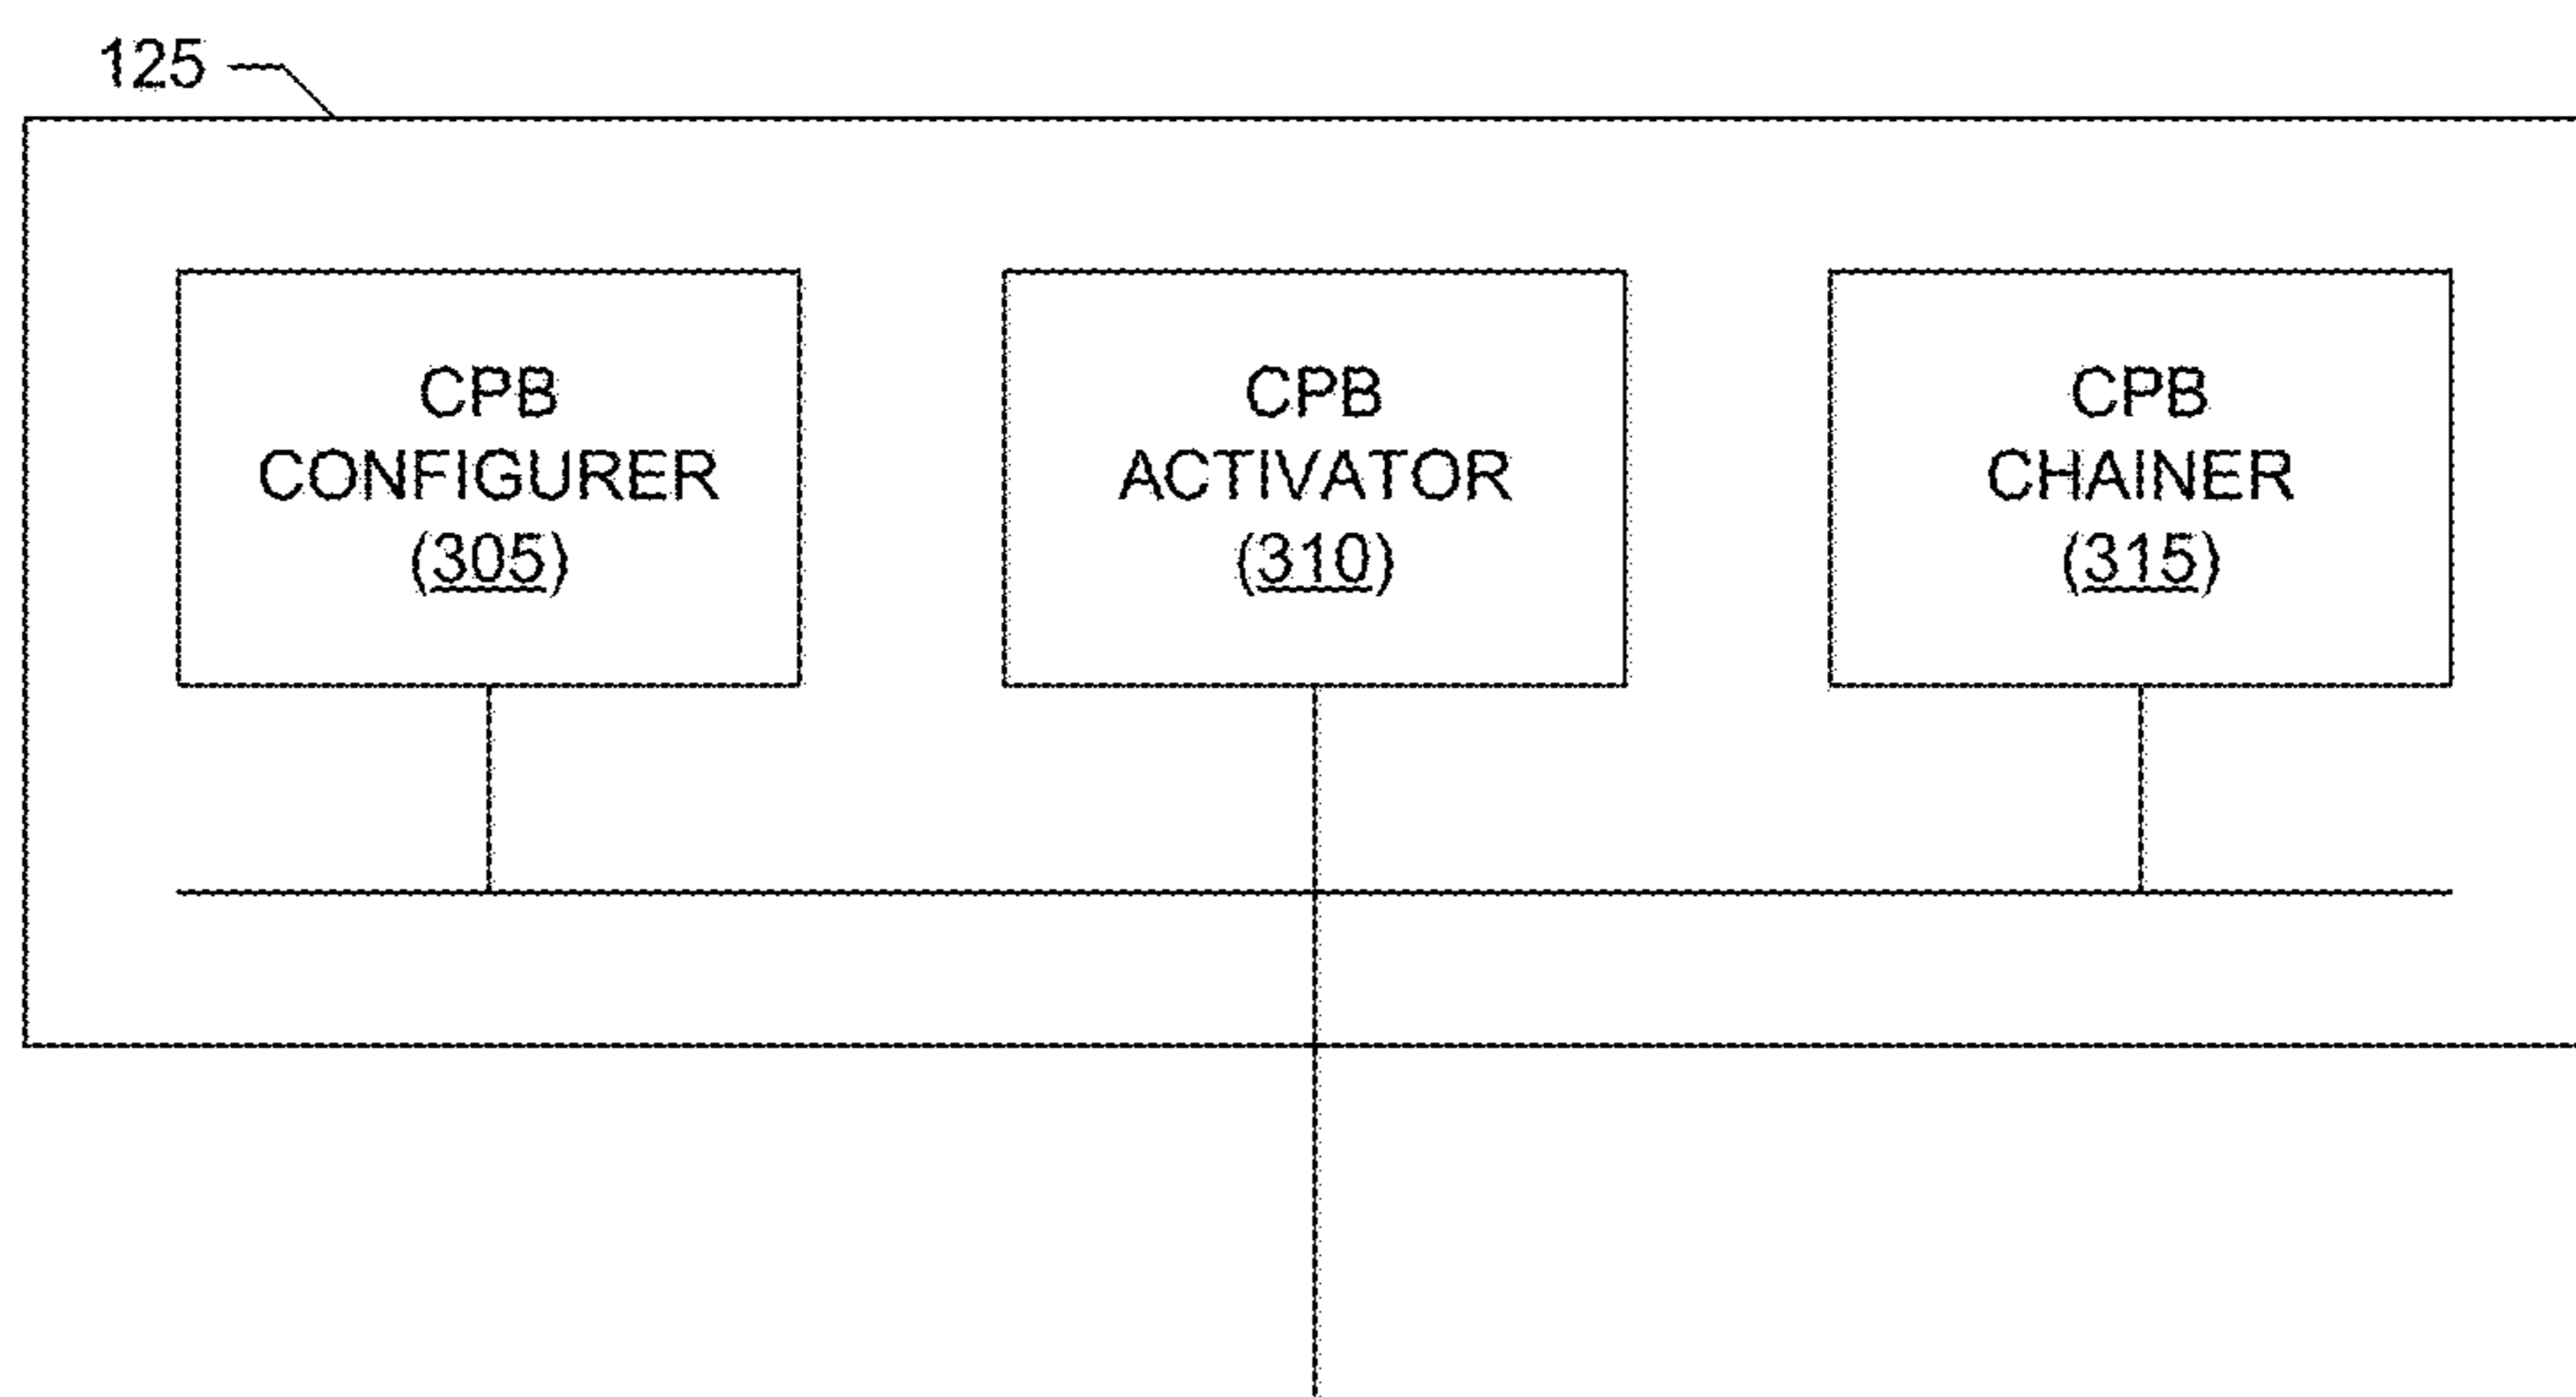 125
CPB
CONFIGURER
(305)
CPB
ACTIVATOR
(310)
CPB
CHAINER
(315)